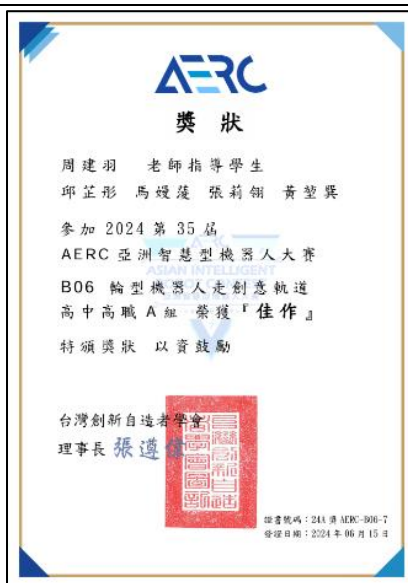 AERC
獎 狀
周建羽 老師指導學生
邱芷彤 馬嫚蓤 張莉翎 黃堃巽
參加 2024 第 35 屆
AERC 亞洲智慧型機器人大賽
B06 輪型機器人走創意軌道
高中高職 A 組 榮獲『佳作』
特頒獎狀 以資鼓勵
台灣創新自造者學會
理事長 張遵偉
證書號碼：24A 獎 AERC-B06-7
發證日期：2024 年 06 月 15 日